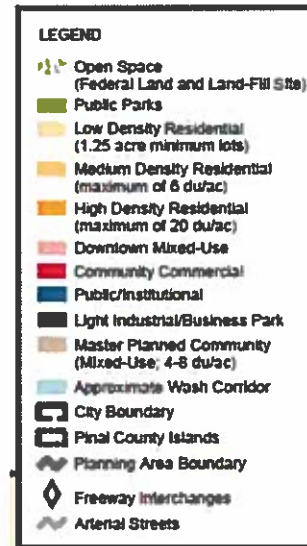 LEGEND
Open Space
(Federal Land and Land-Fill Site)
Public Parks
Low Density Residential
(1.25 acre minimum lots)
Medium Density Residential
(maximum of 6 du/ac)
High Density Residential
(maximum of 20 du/ac)
Downtown Mixed-Use
Community Commercial
Public/Institutional
Light Industrial/Business Park
Master Planned Community
(Mixed-Use; 4-8 du/ac)
Approximate Wash Corridor
City Boundary
Pinal County Islands
Planning Area Boundary
Freeway Interchanges
Arterial Streets